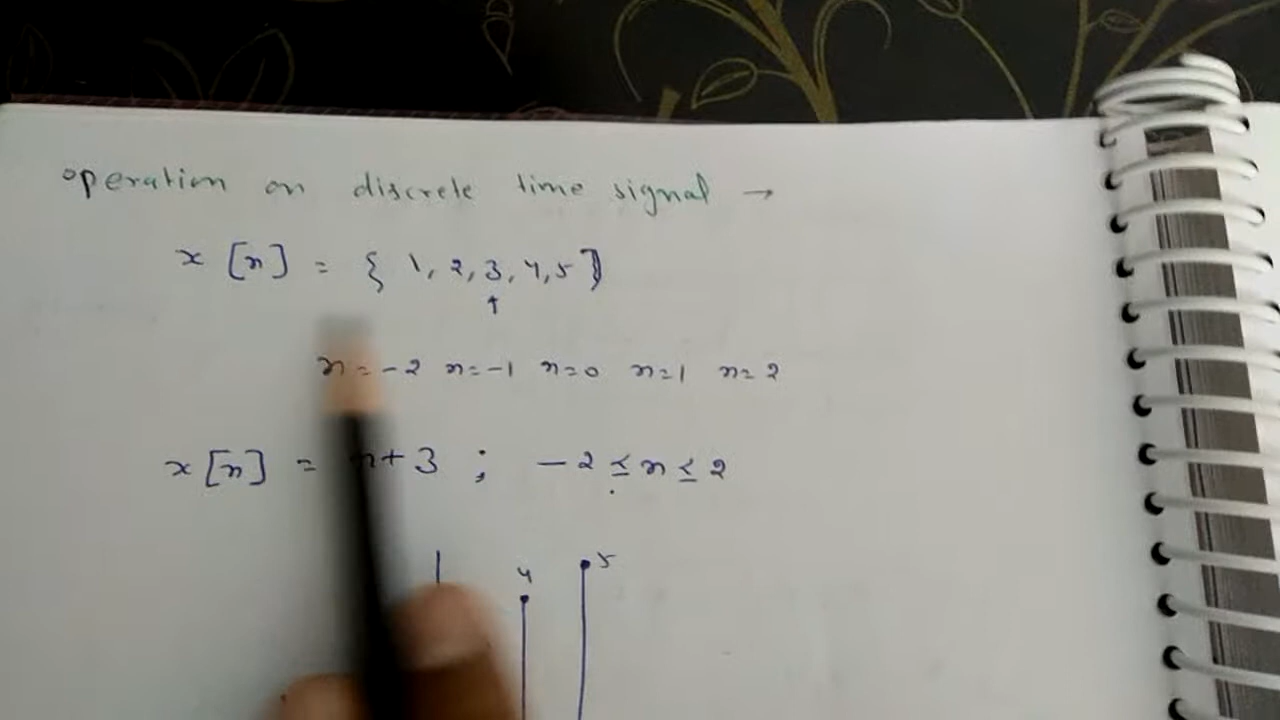 operation on discrete time signal →
x [n] = { 1, 2, 3, 4, 5 }
↑
n=-2 n=-1 n=0 n=1 n=2
x[n] = n+3 ; -2 ≤ n ≤ 2
4 5